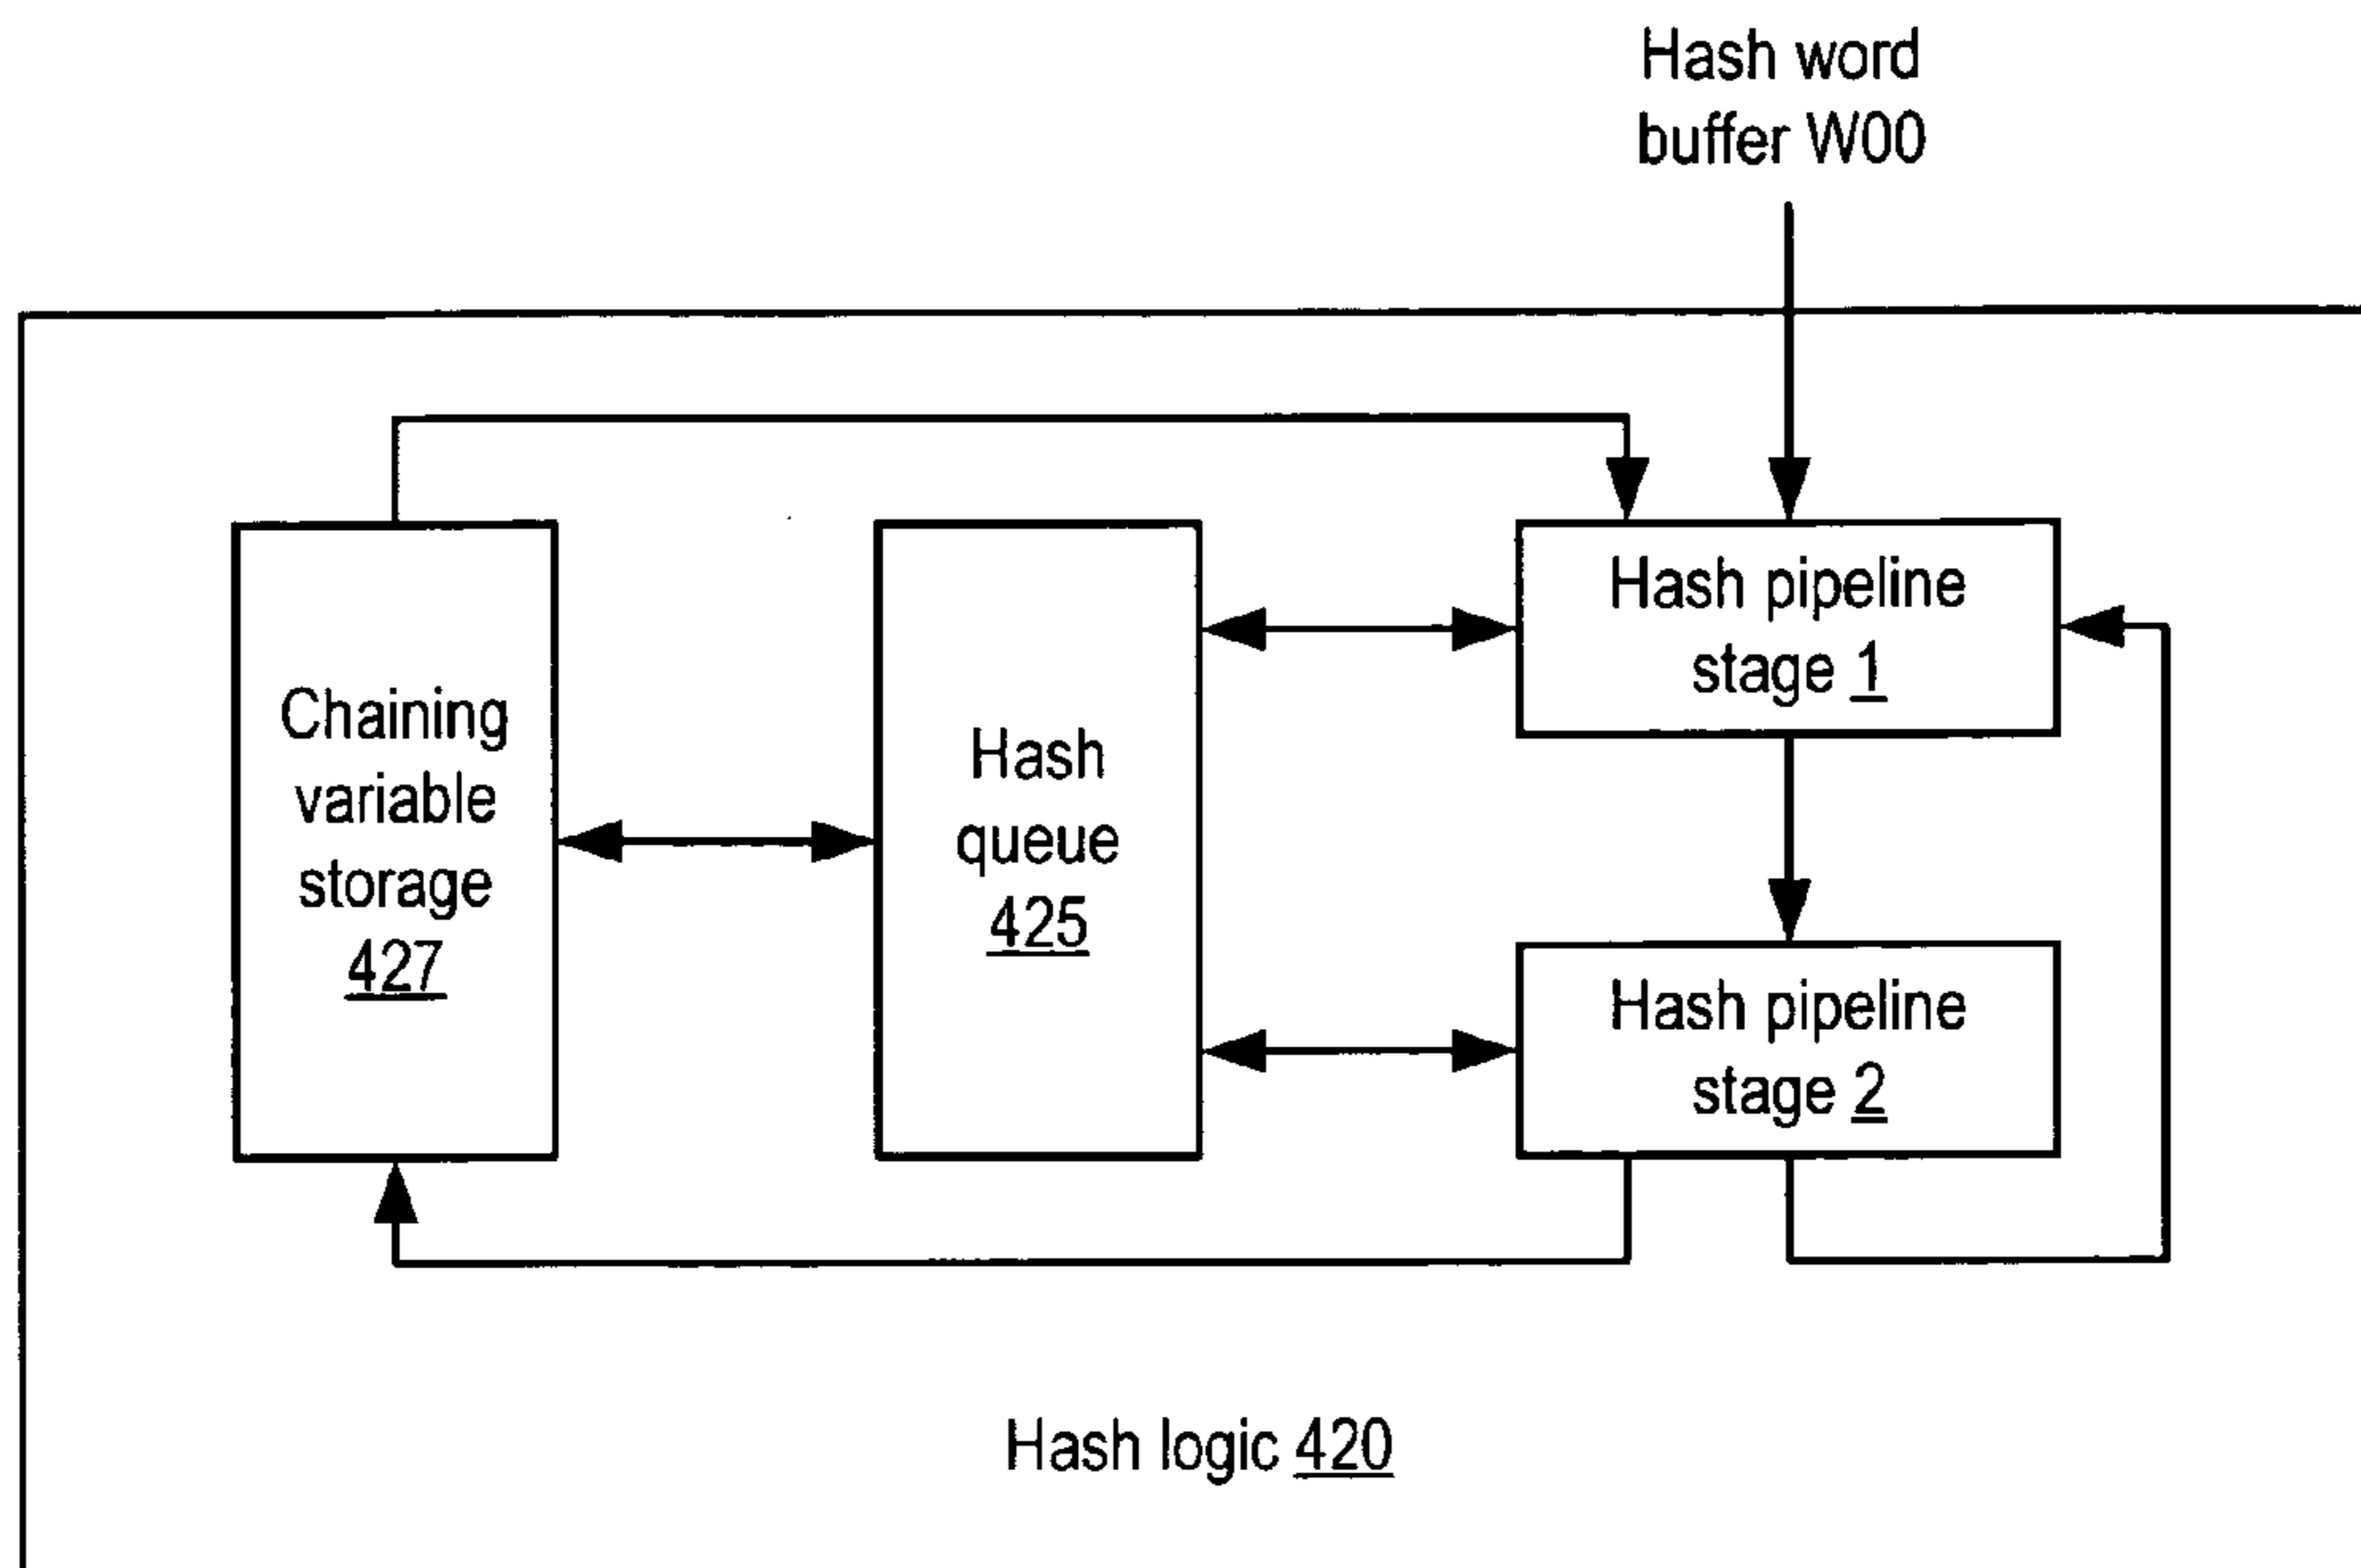 Hash word
buffer W00
Hash pipeline
stage 1
Chaining
variable
storage
427
Hash
queue
425
Hash pipeline
stage 2
Hash logic 420